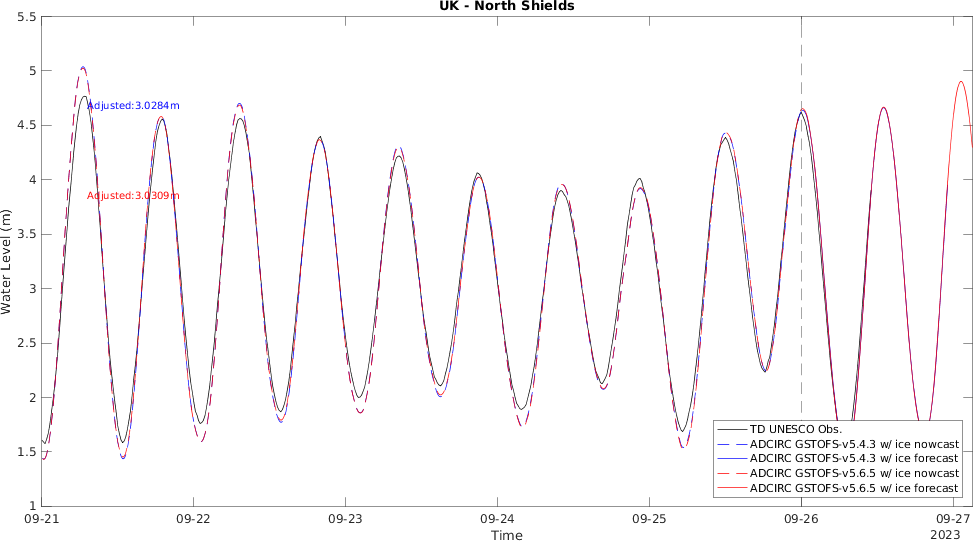 UK - North Shields
5.5
5
4.5
4
3.5
3
2.5
2
1.5
1
Water Level (m)
Adjusted:3.0284m
Adjusted:3.0309m
TD UNESCO Obs.
ADCIRC GSTOFS-v5.4.3 w/ ice nowcast
ADCIRC GSTOFS-v5.4.3 w/ ice forecast
ADCIRC GSTOFS-v5.6.5 w/ ice nowcast
ADCIRC GSTOFS-v5.6.5 w/ ice forecast
09-21 09-22 09-23 09-24 09-25 09-26 09-27
Time 2023